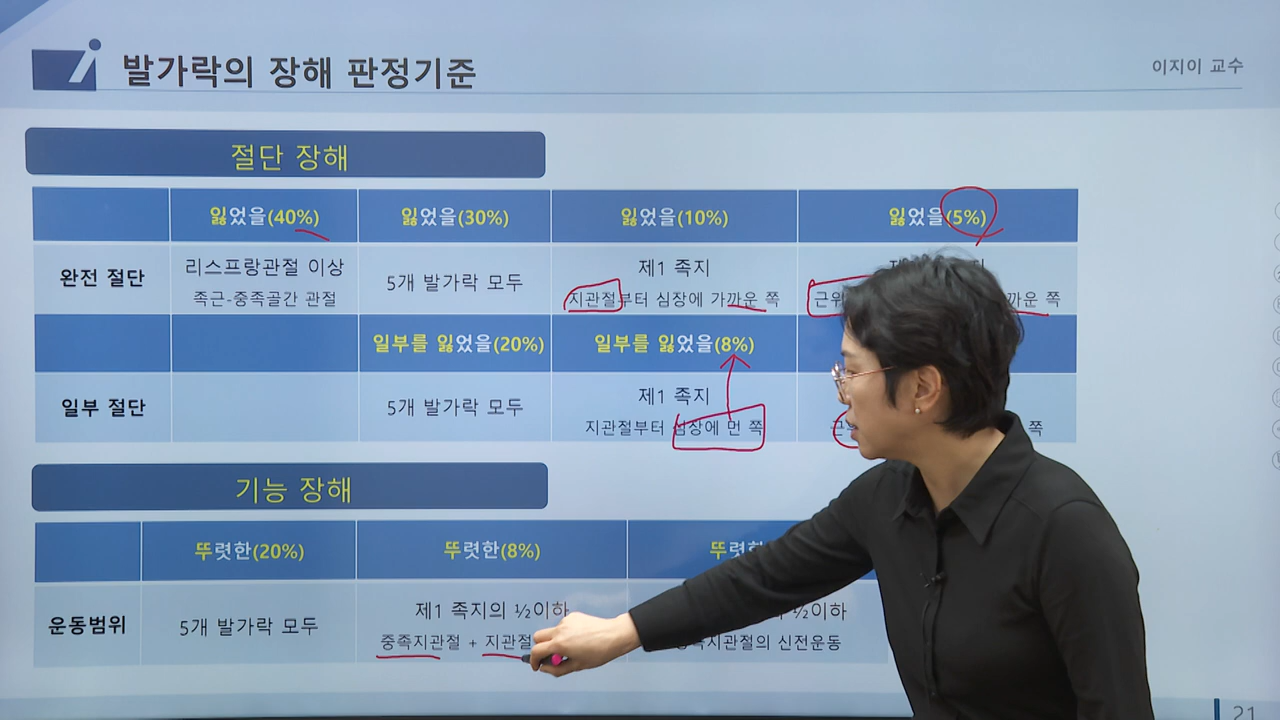 발가락의 장해 판정기준
이지이 교수
절단 장해
잃었을(40%) 잃었을(30%) 잃었을(10%) 잃었을(5%)
완전 절단
리스프랑관절 이상
족근-중족골간 관절
5개 발가락 모두
제1 족지
지관절부터 심장에 가까운 쪽
까운 쪽
일부를 잃었을(20%) 일부를 잃었을(8%)
일부 절단
5개 발가락 모두
제1 족지
지관절부터 심장에 먼 쪽
쪽
기능 장해
뚜렷한(20%) 뚜렷한(8%)
운동범위
5개 발가락 모두
제1 족지의 ½이하
중족지관절 + 지관절
½이하
족지관절의 신전운동
21